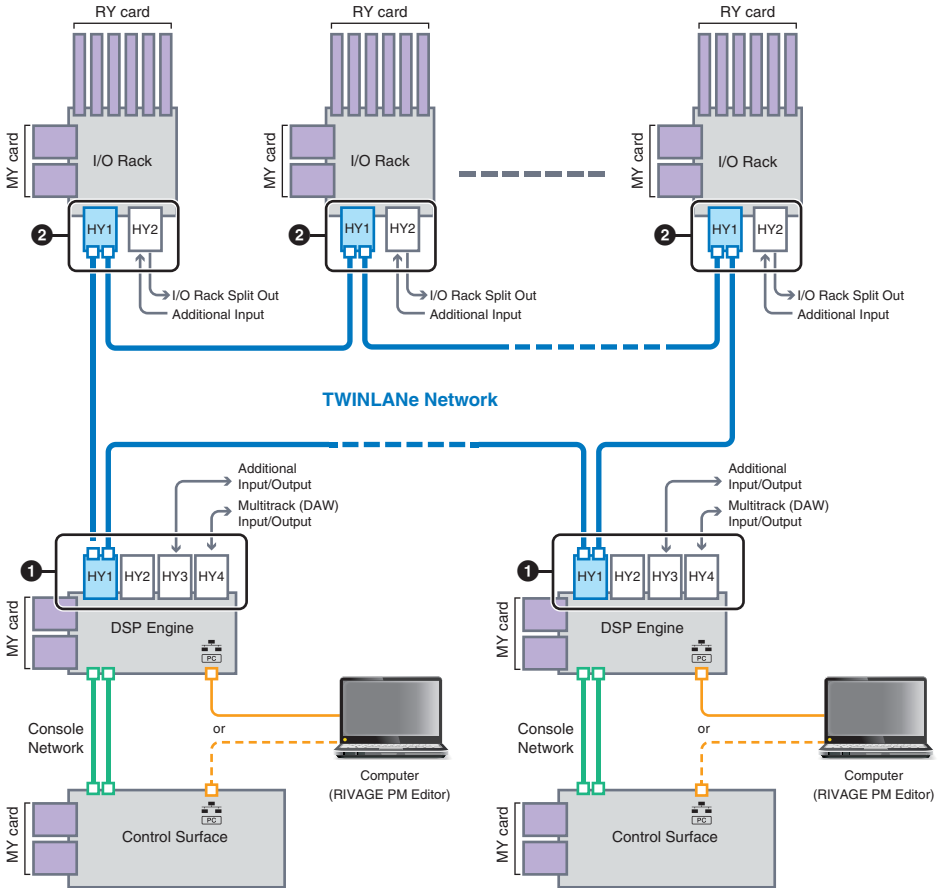 RY card
RY card
RY card
MY card
I/O Rack
MY card
I/O Rack
MY card
I/O Rack
2
HY1
HY2
2
HY1
HY2
2
HY1
HY2
I/O Rack Split Out
Additional Input
I/O Rack Split Out
Additional Input
I/O Rack Split Out
Additional Input
TWINLANe Network
Additional
Input/Output
Multitrack (DAW)
Input/Output
Additional
Input/Output
Multitrack (DAW)
Input/Output
1
HY1
HY2
HY3
HY4
1
HY1
HY2
HY3
HY4
MY card
DSP Engine
PC
MY card
DSP Engine
PC
Console
Network
or
Computer
(RIVAGE PM Editor)
Console
Network
or
Computer
(RIVAGE PM Editor)
MY card
PC
Control Surface
MY card
PC
Control Surface